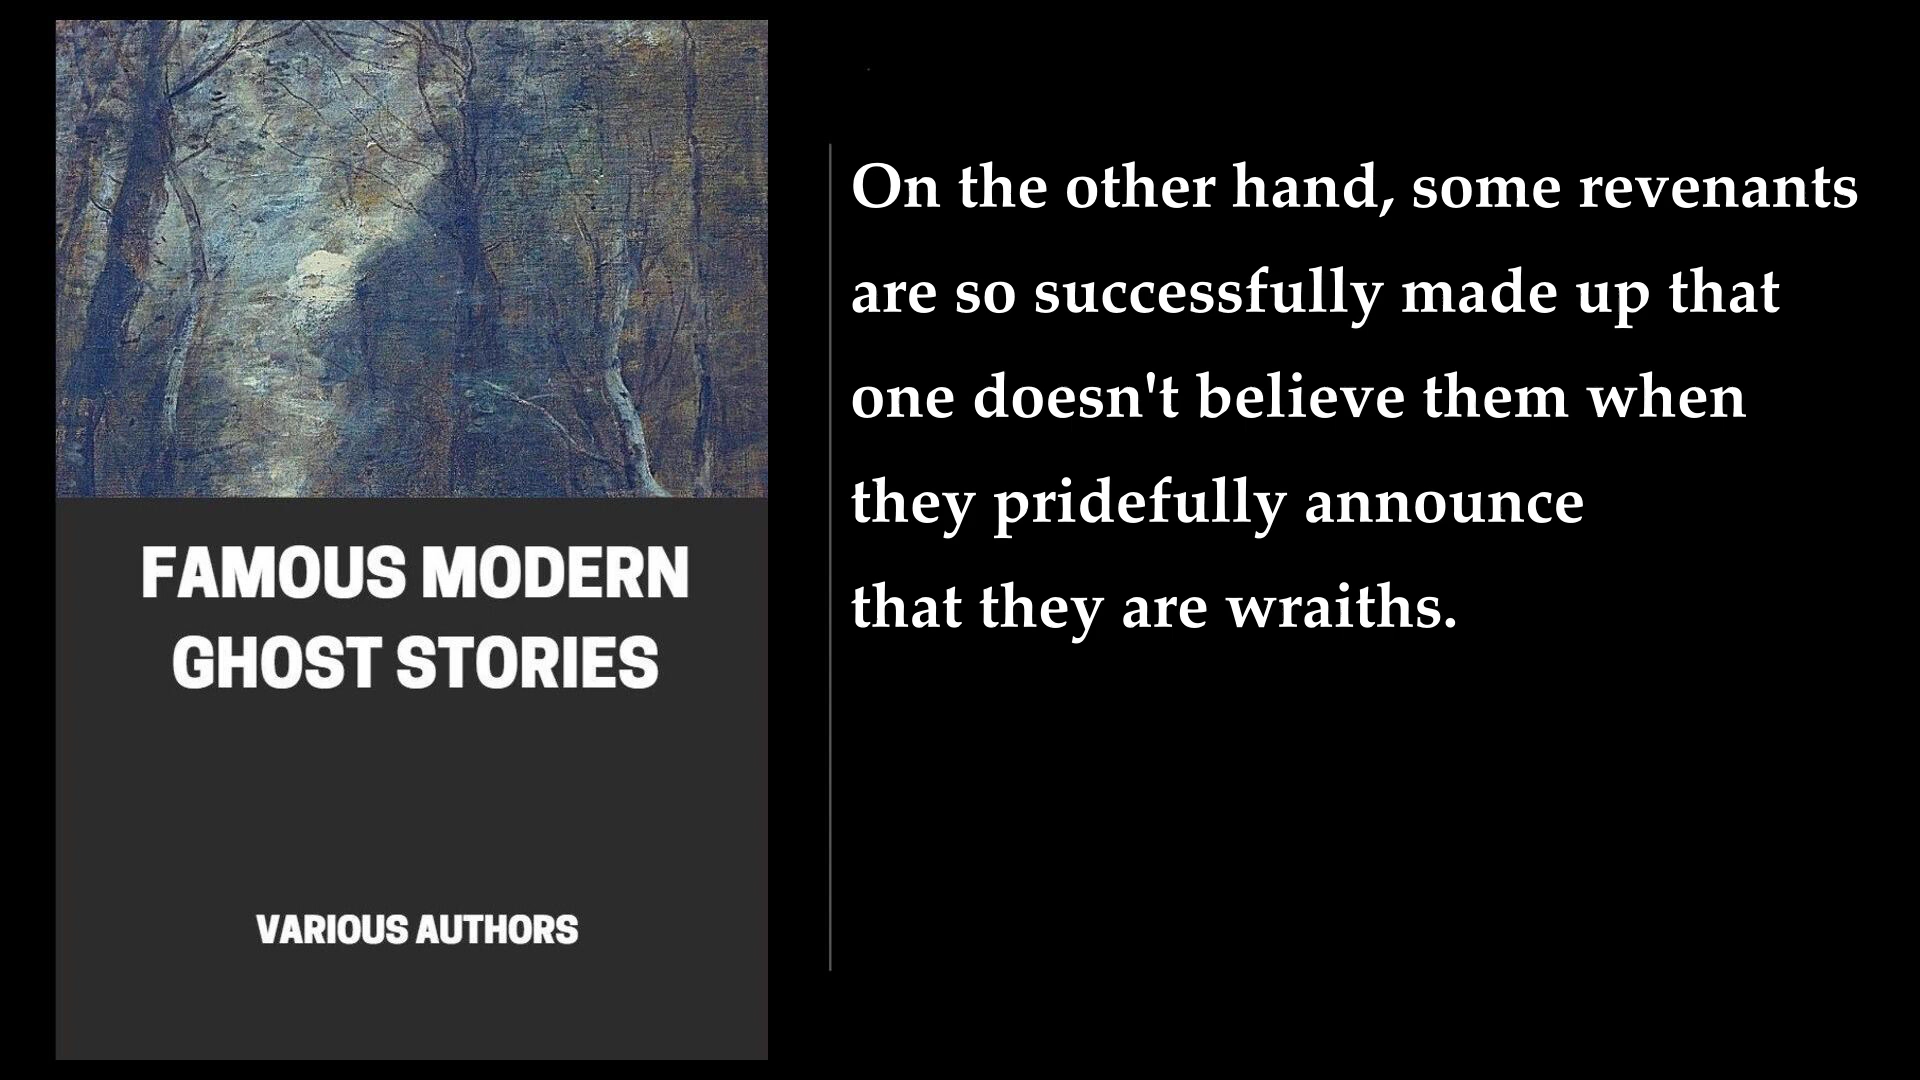 FAMOUS MODERN
GHOST STORIES
VARIOUS AUTHORS
On the other hand, some revenants
are so successfully made up that
one doesn't believe them when
they pridefully announce
that they are wraiths.